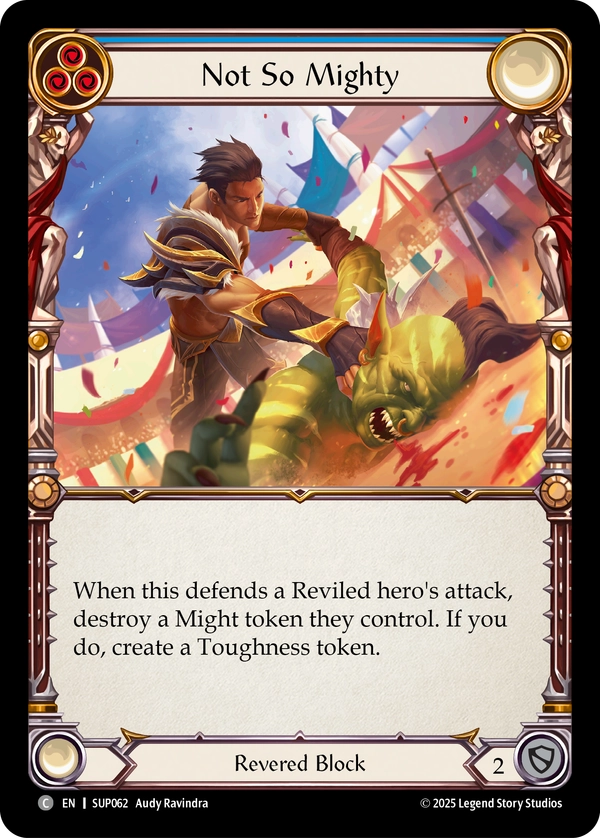 Not So Mighty
When this defends a Reviled hero's attack,
destroy a Might token they control. If you
do, create a Toughness token.
Revered Block
2
C EN | SUP062 Audy Ravindra
© 2025 Legend Story Studios